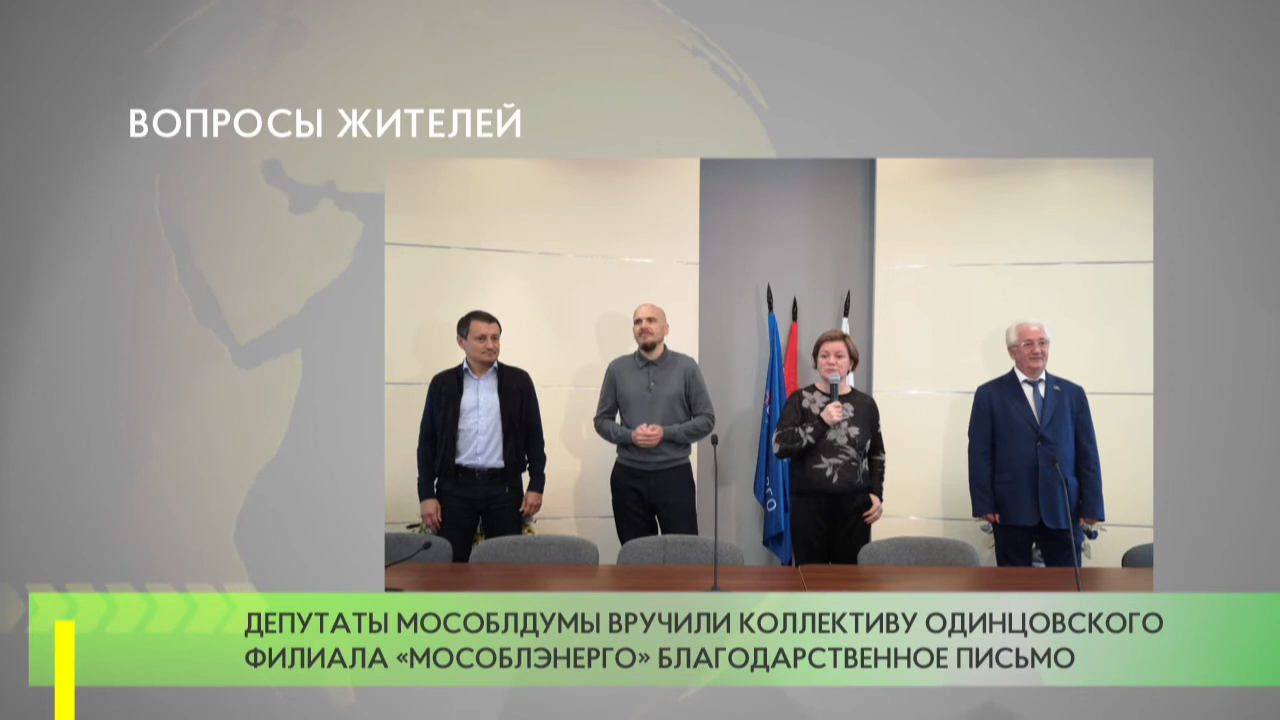 ВОПРОСЫ ЖИТЕЛЕЙ
ДЕПУТАТЫ МОСОБЛДУМЫ ВРУЧИЛИ КОЛЛЕКТИВУ ОДИНЦОВСКОГО
ФИЛИАЛА «МОСОБЛЭНЕРГО» БЛАГОДАРСТВЕННОЕ ПИСЬМО